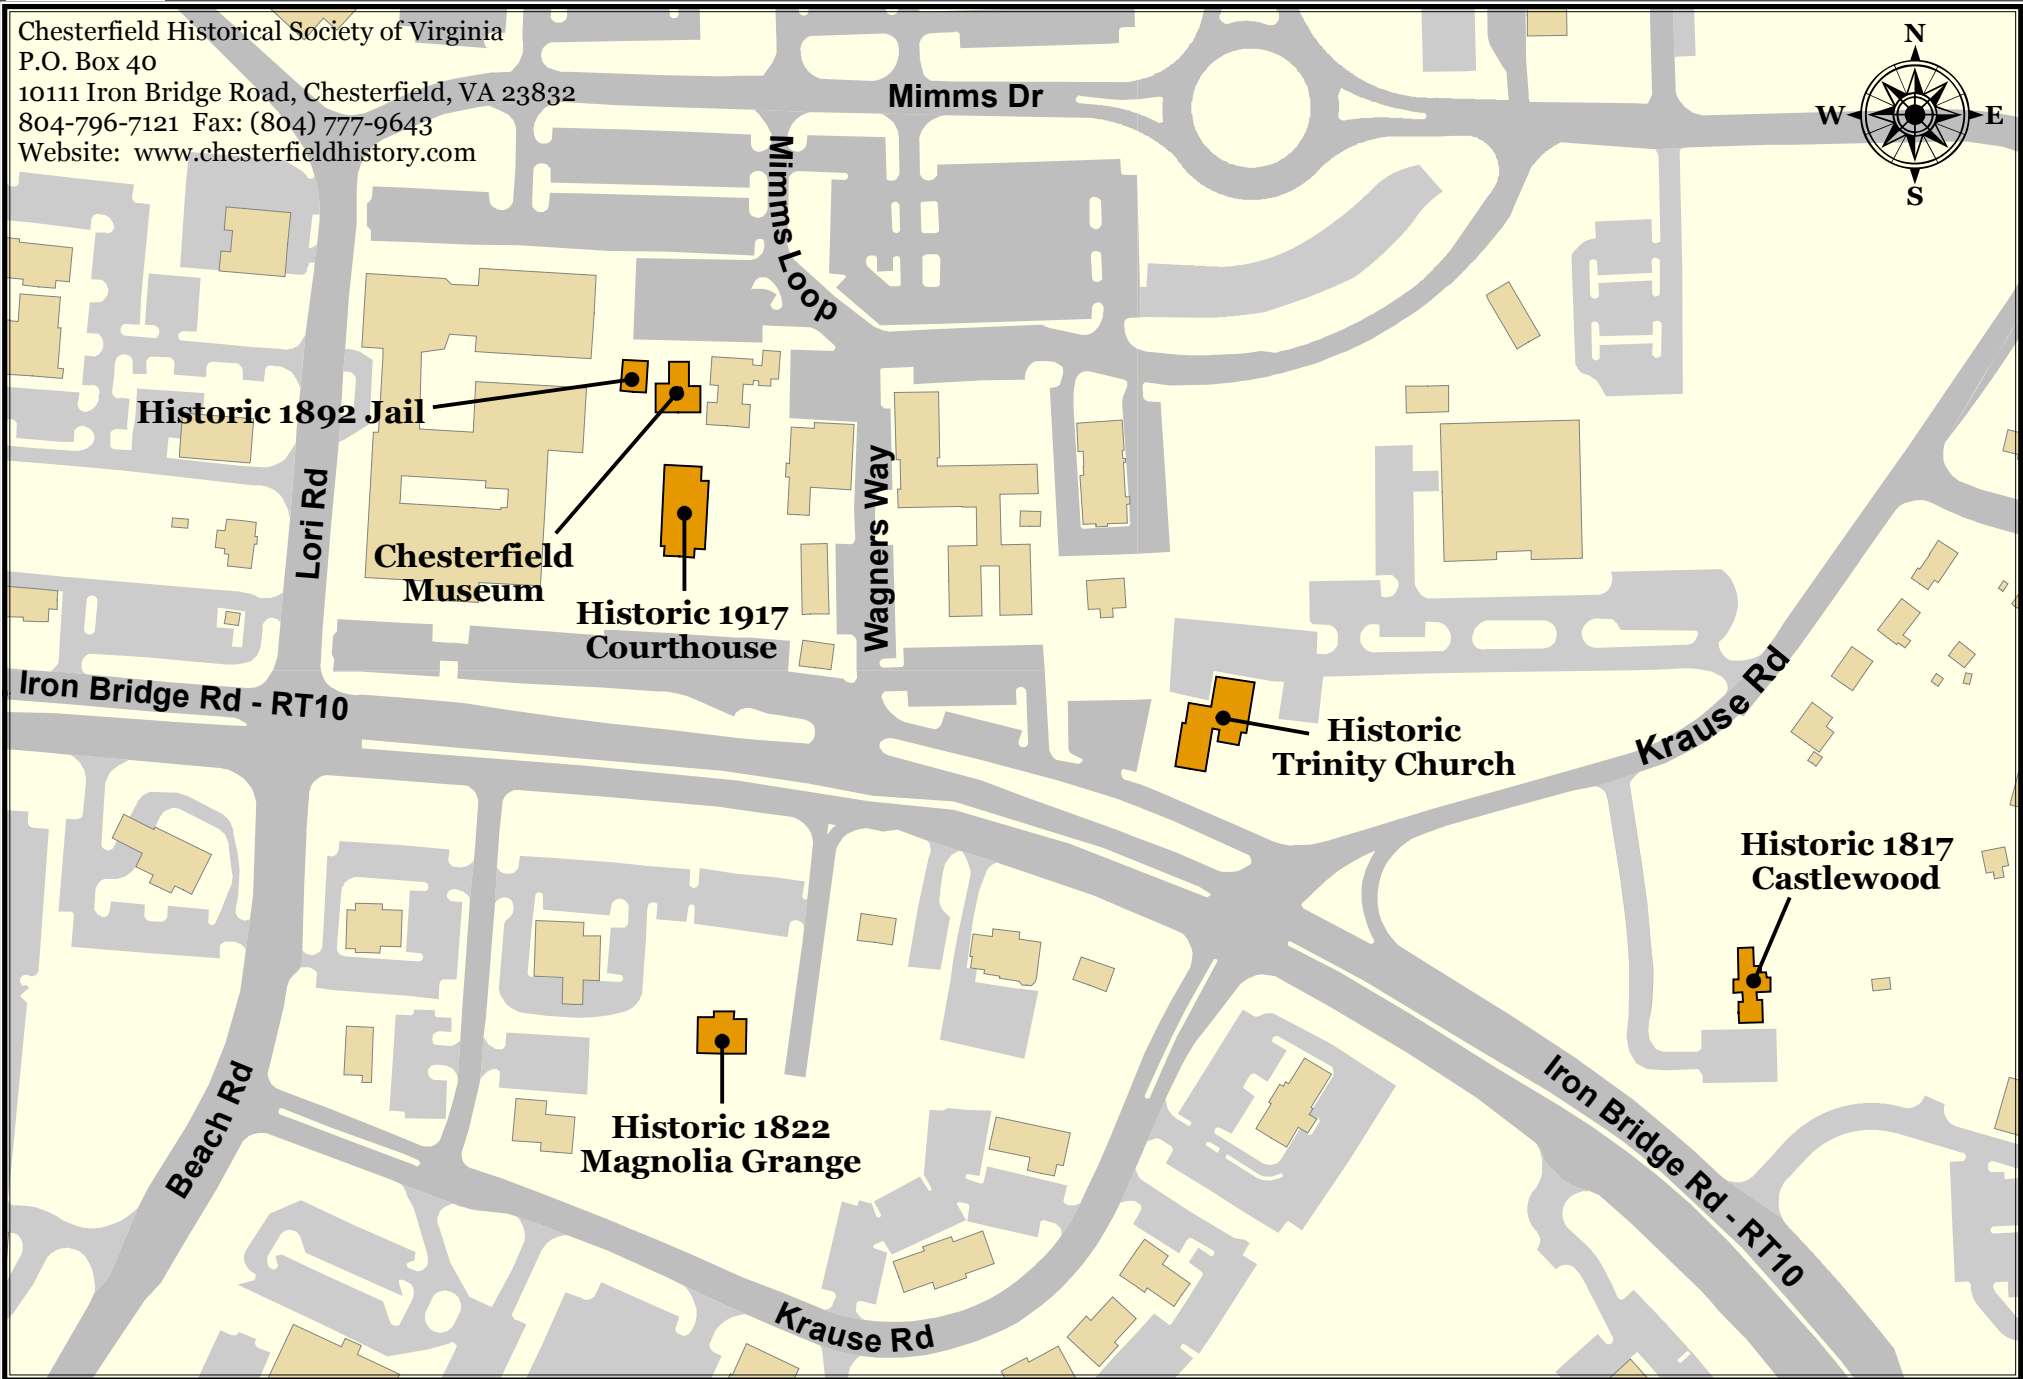 Chesterfield Historical Society of Virginia
P.O. Box 40
10111 Iron Bridge Road, Chesterfield, VA 23832
804-796-7121  Fax: (804) 777-9643
Website:  www.chesterfieldhistory.com
N
W
E
S
Mimms Dr
Mimms Loop
Historic 1892 Jail
Lori Rd
Chesterfield
Museum
Historic 1917
Courthouse
Wagners Way
Iron Bridge Rd - RT10
Historic
Trinity Church
Krause Rd
Historic 1817
Castlewood
Beach Rd
Historic 1822
Magnolia Grange
Iron Bridge Rd - RT10
Krause Rd